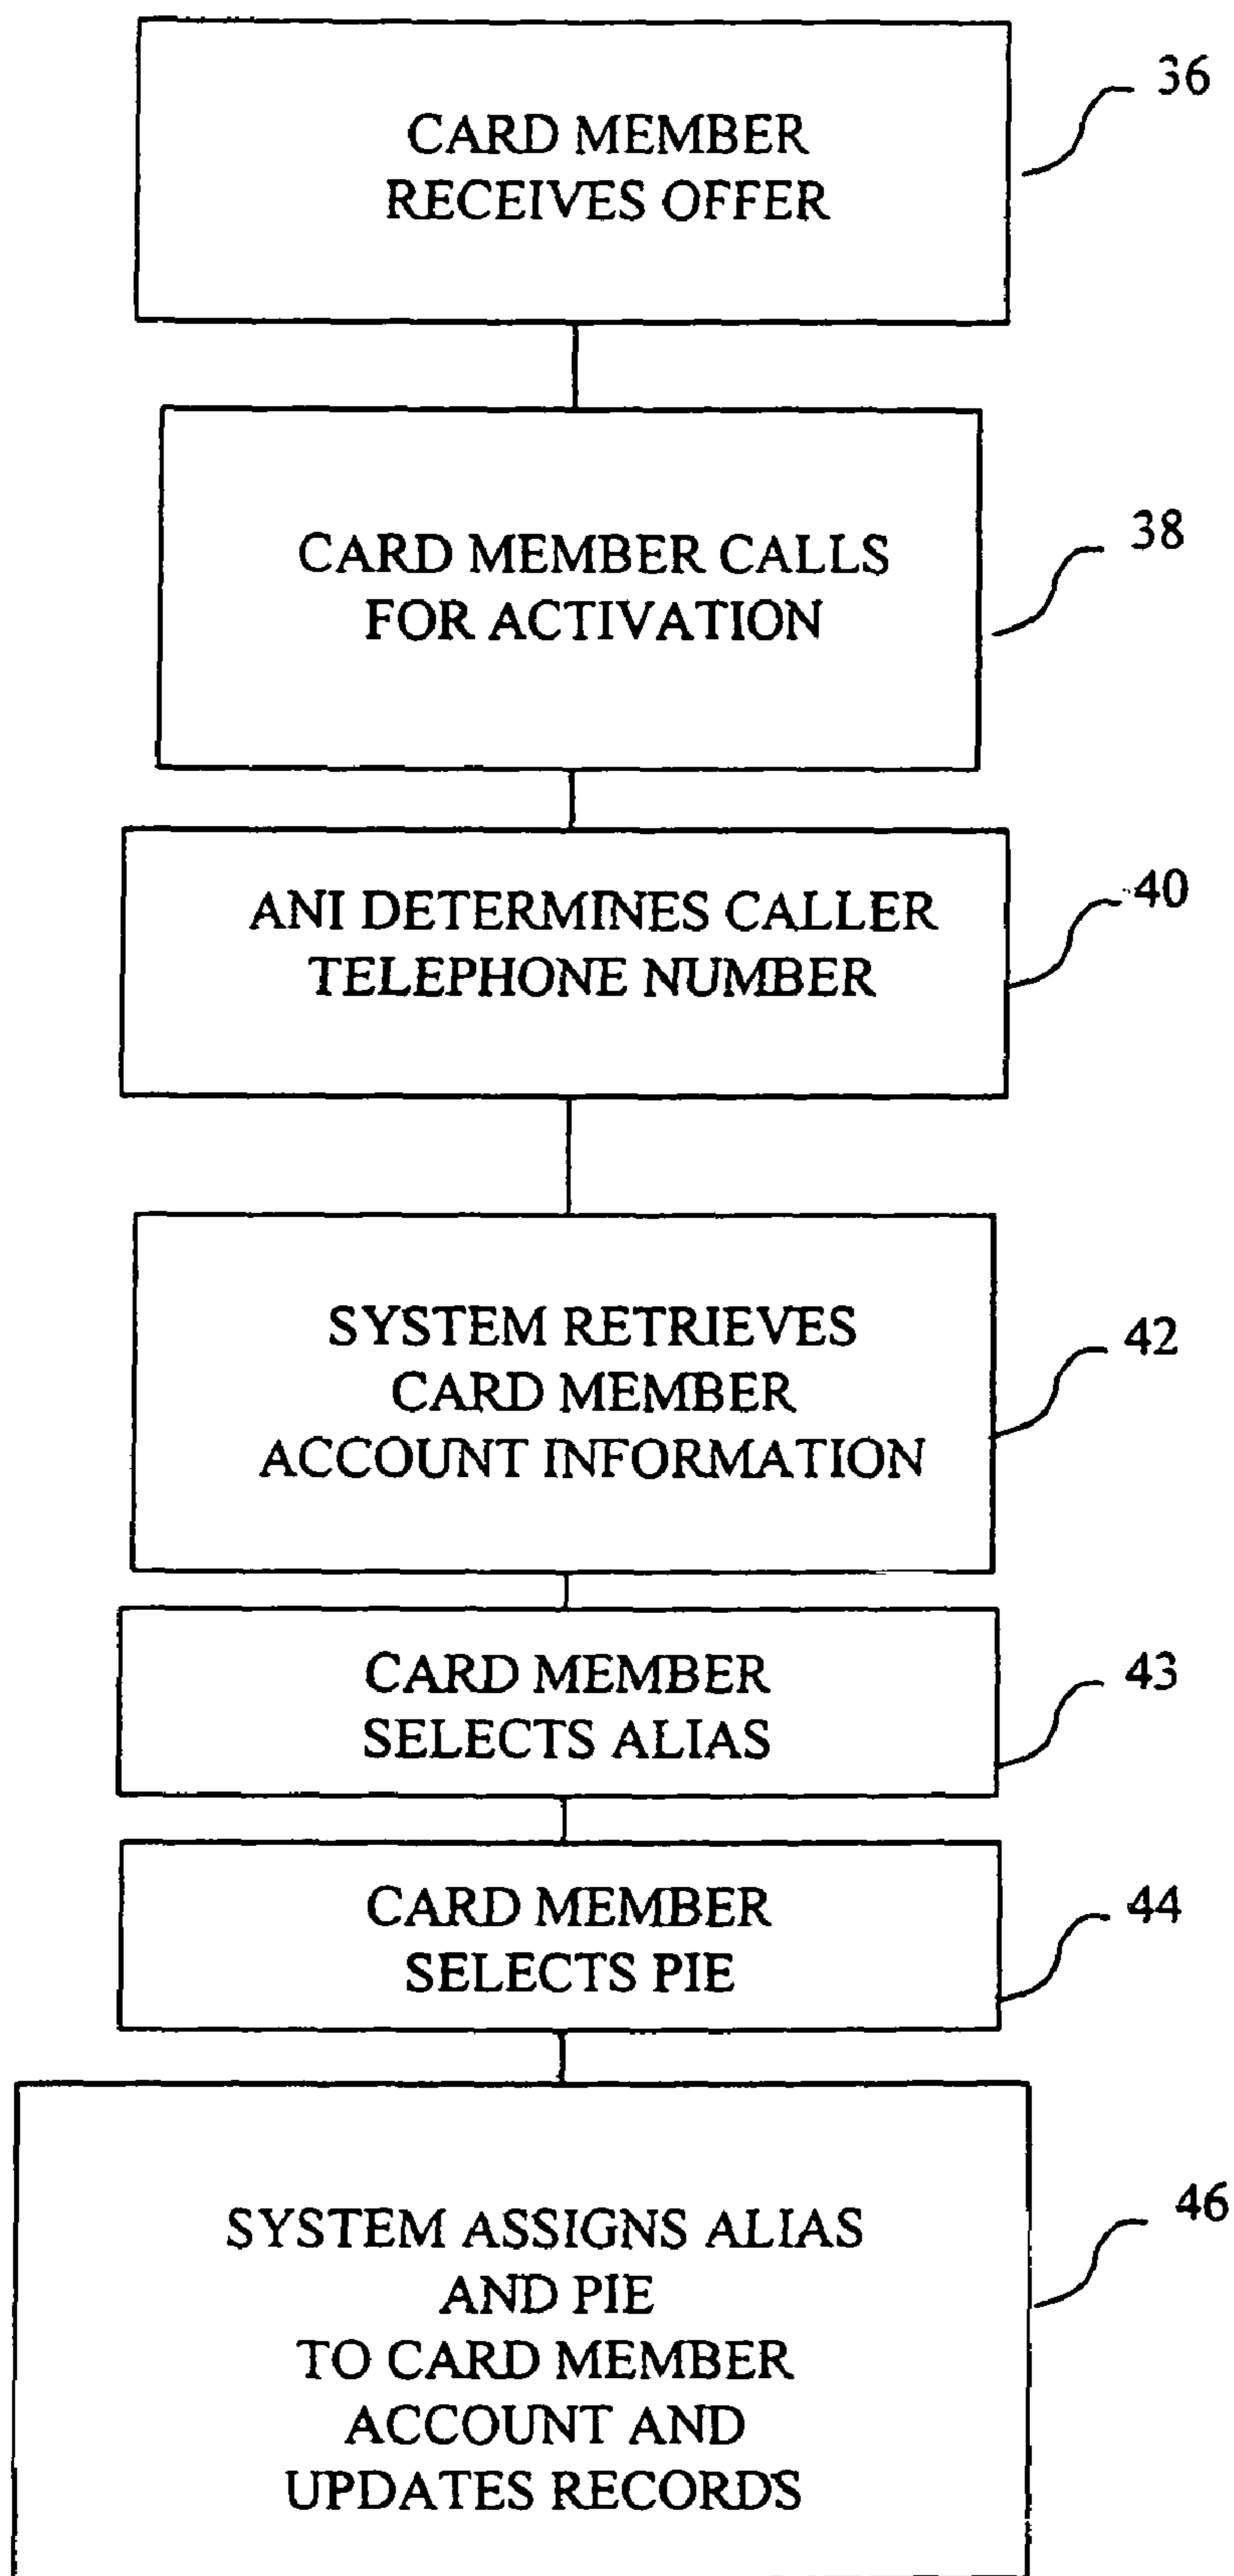 36
CARD MEMBER
RECEIVES OFFER
38
CARD MEMBER CALLS
FOR ACTIVATION
40
ANI DETERMINES CALLER
TELEPHONE NUMBER
42
SYSTEM RETRIEVES
CARD MEMBER
ACCOUNT INFORMATION
43
CARD MEMBER
SELECTS ALIAS
44
CARD MEMBER
SELECTS PIE
46
SYSTEM ASSIGNS ALIAS
AND PIE
TO CARD MEMBER
ACCOUNT AND
UPDATES RECORDS